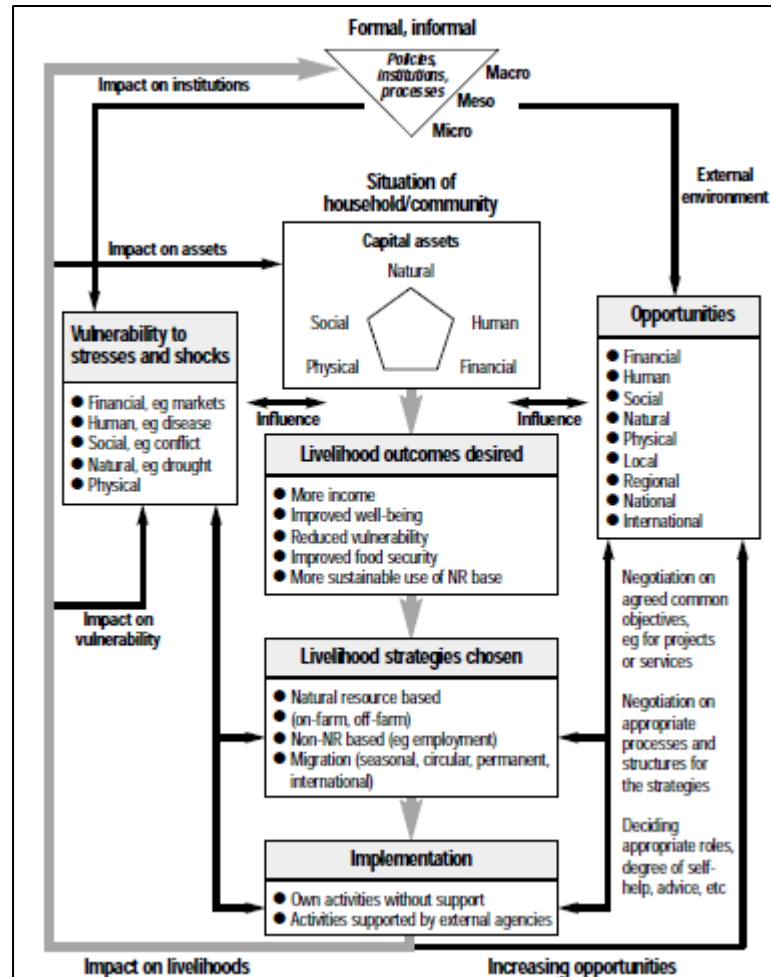 Formal, informal
Policies,
institutions,
processes
Macro
Meso
Micro
Impact on institutions
External
environment
Situation of
household/community
Impact on assets
Capital assets
Natural
Social
Human
Physical
Financial
Vulnerability to
stresses and shocks
● Financial, eg markets
● Human, eg disease
● Social, eg conflict
● Natural, eg drought
● Physical
Influence
Influence
Opportunities
● Financial
● Human
● Social
● Natural
● Physical
● Local
● Regional
● National
● International
Livelihood outcomes desired
● More income
● Improved well-being
● Reduced vulnerability
● Improved food security
● More sustainable use of NR base
Impact on
vulnerability
Negotiation on
agreed common
objectives,
eg for projects
or services
Livelihood strategies chosen
● Natural resource based
● (on-farm, off-farm)
● Non-NR based (eg employment)
● Migration (seasonal, circular, permanent,
international)
Negotiation on
appropriate
processes and
structures for
the strategies
Deciding
appropriate roles,
degree of self-
help, advice, etc
Implementation
● Own activities without support
● Activities supported by external agencies
Impact on livelihoods
Increasing opportunities